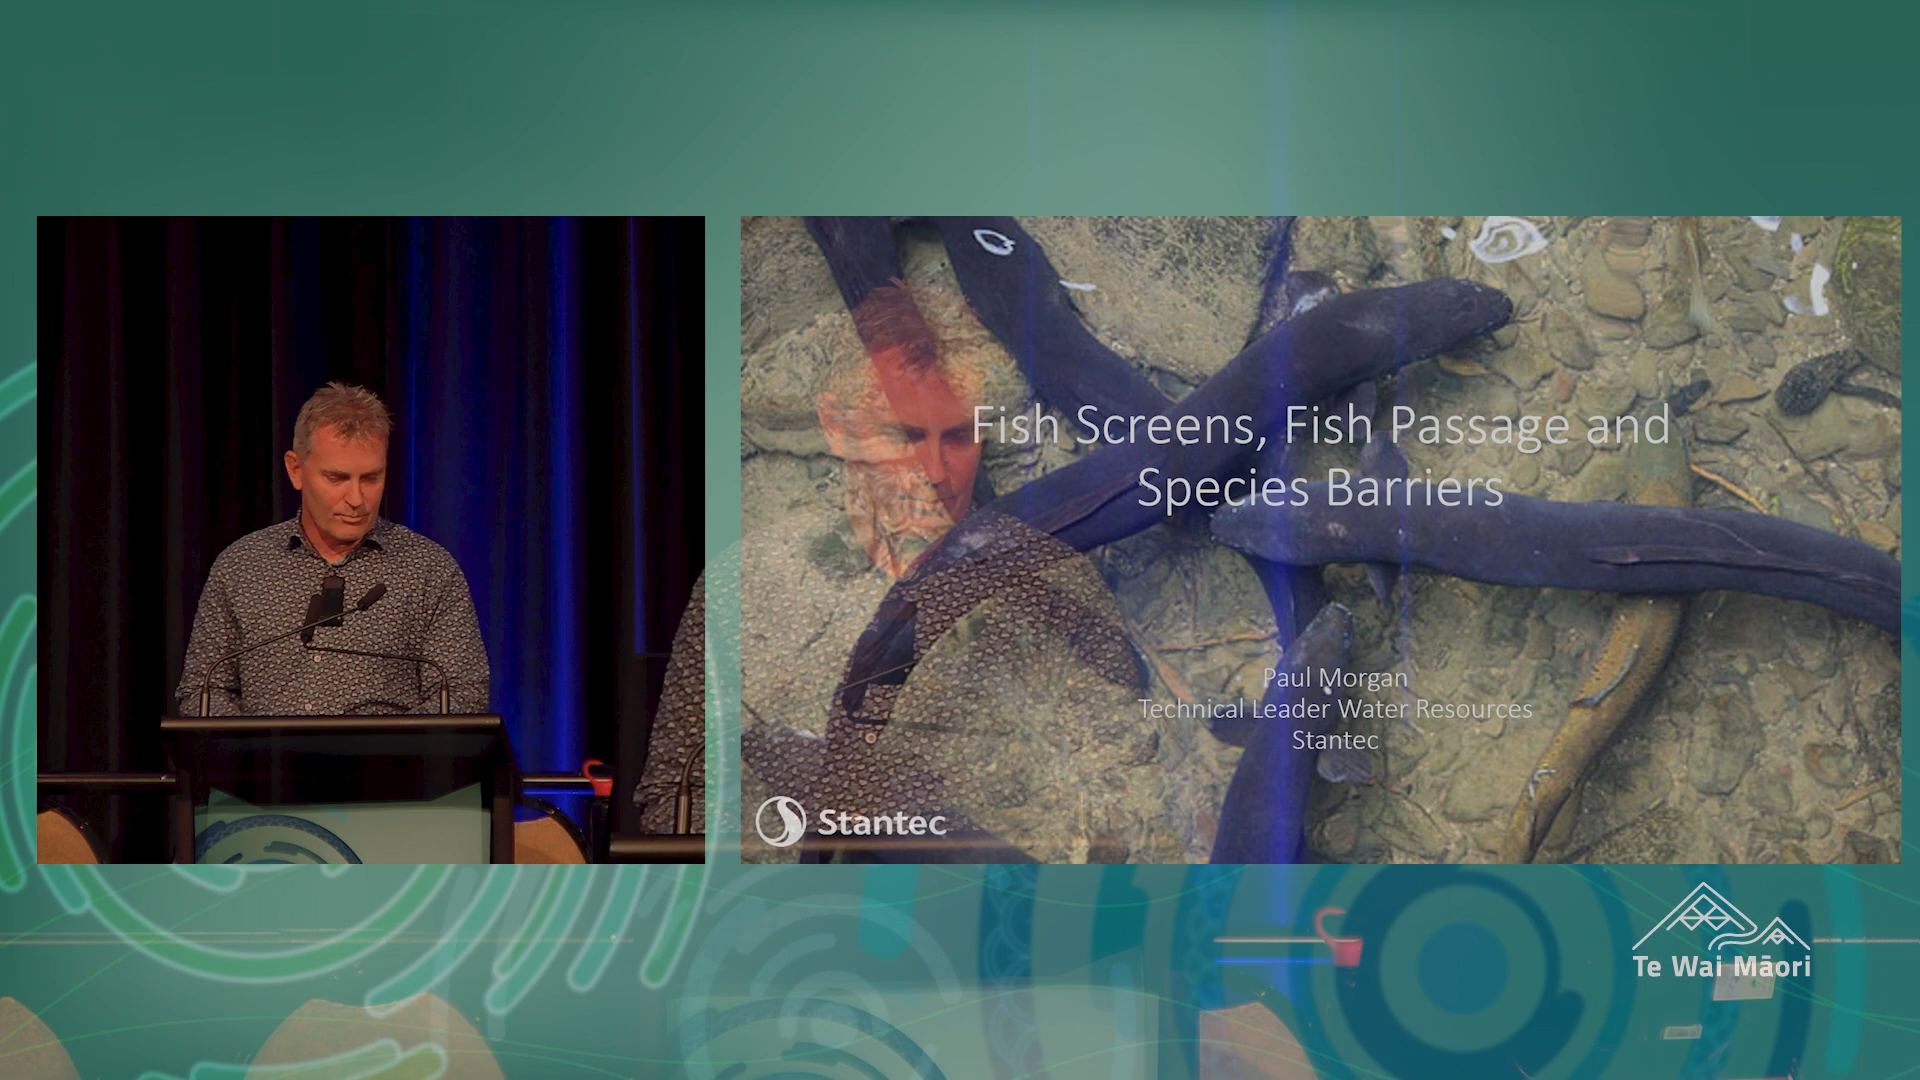 Fish Screens, Fish Passage and
Species Barriers
Paul Morgan
Technical Leader Water Resources
Stantec
Stantec
Te Wai Māori